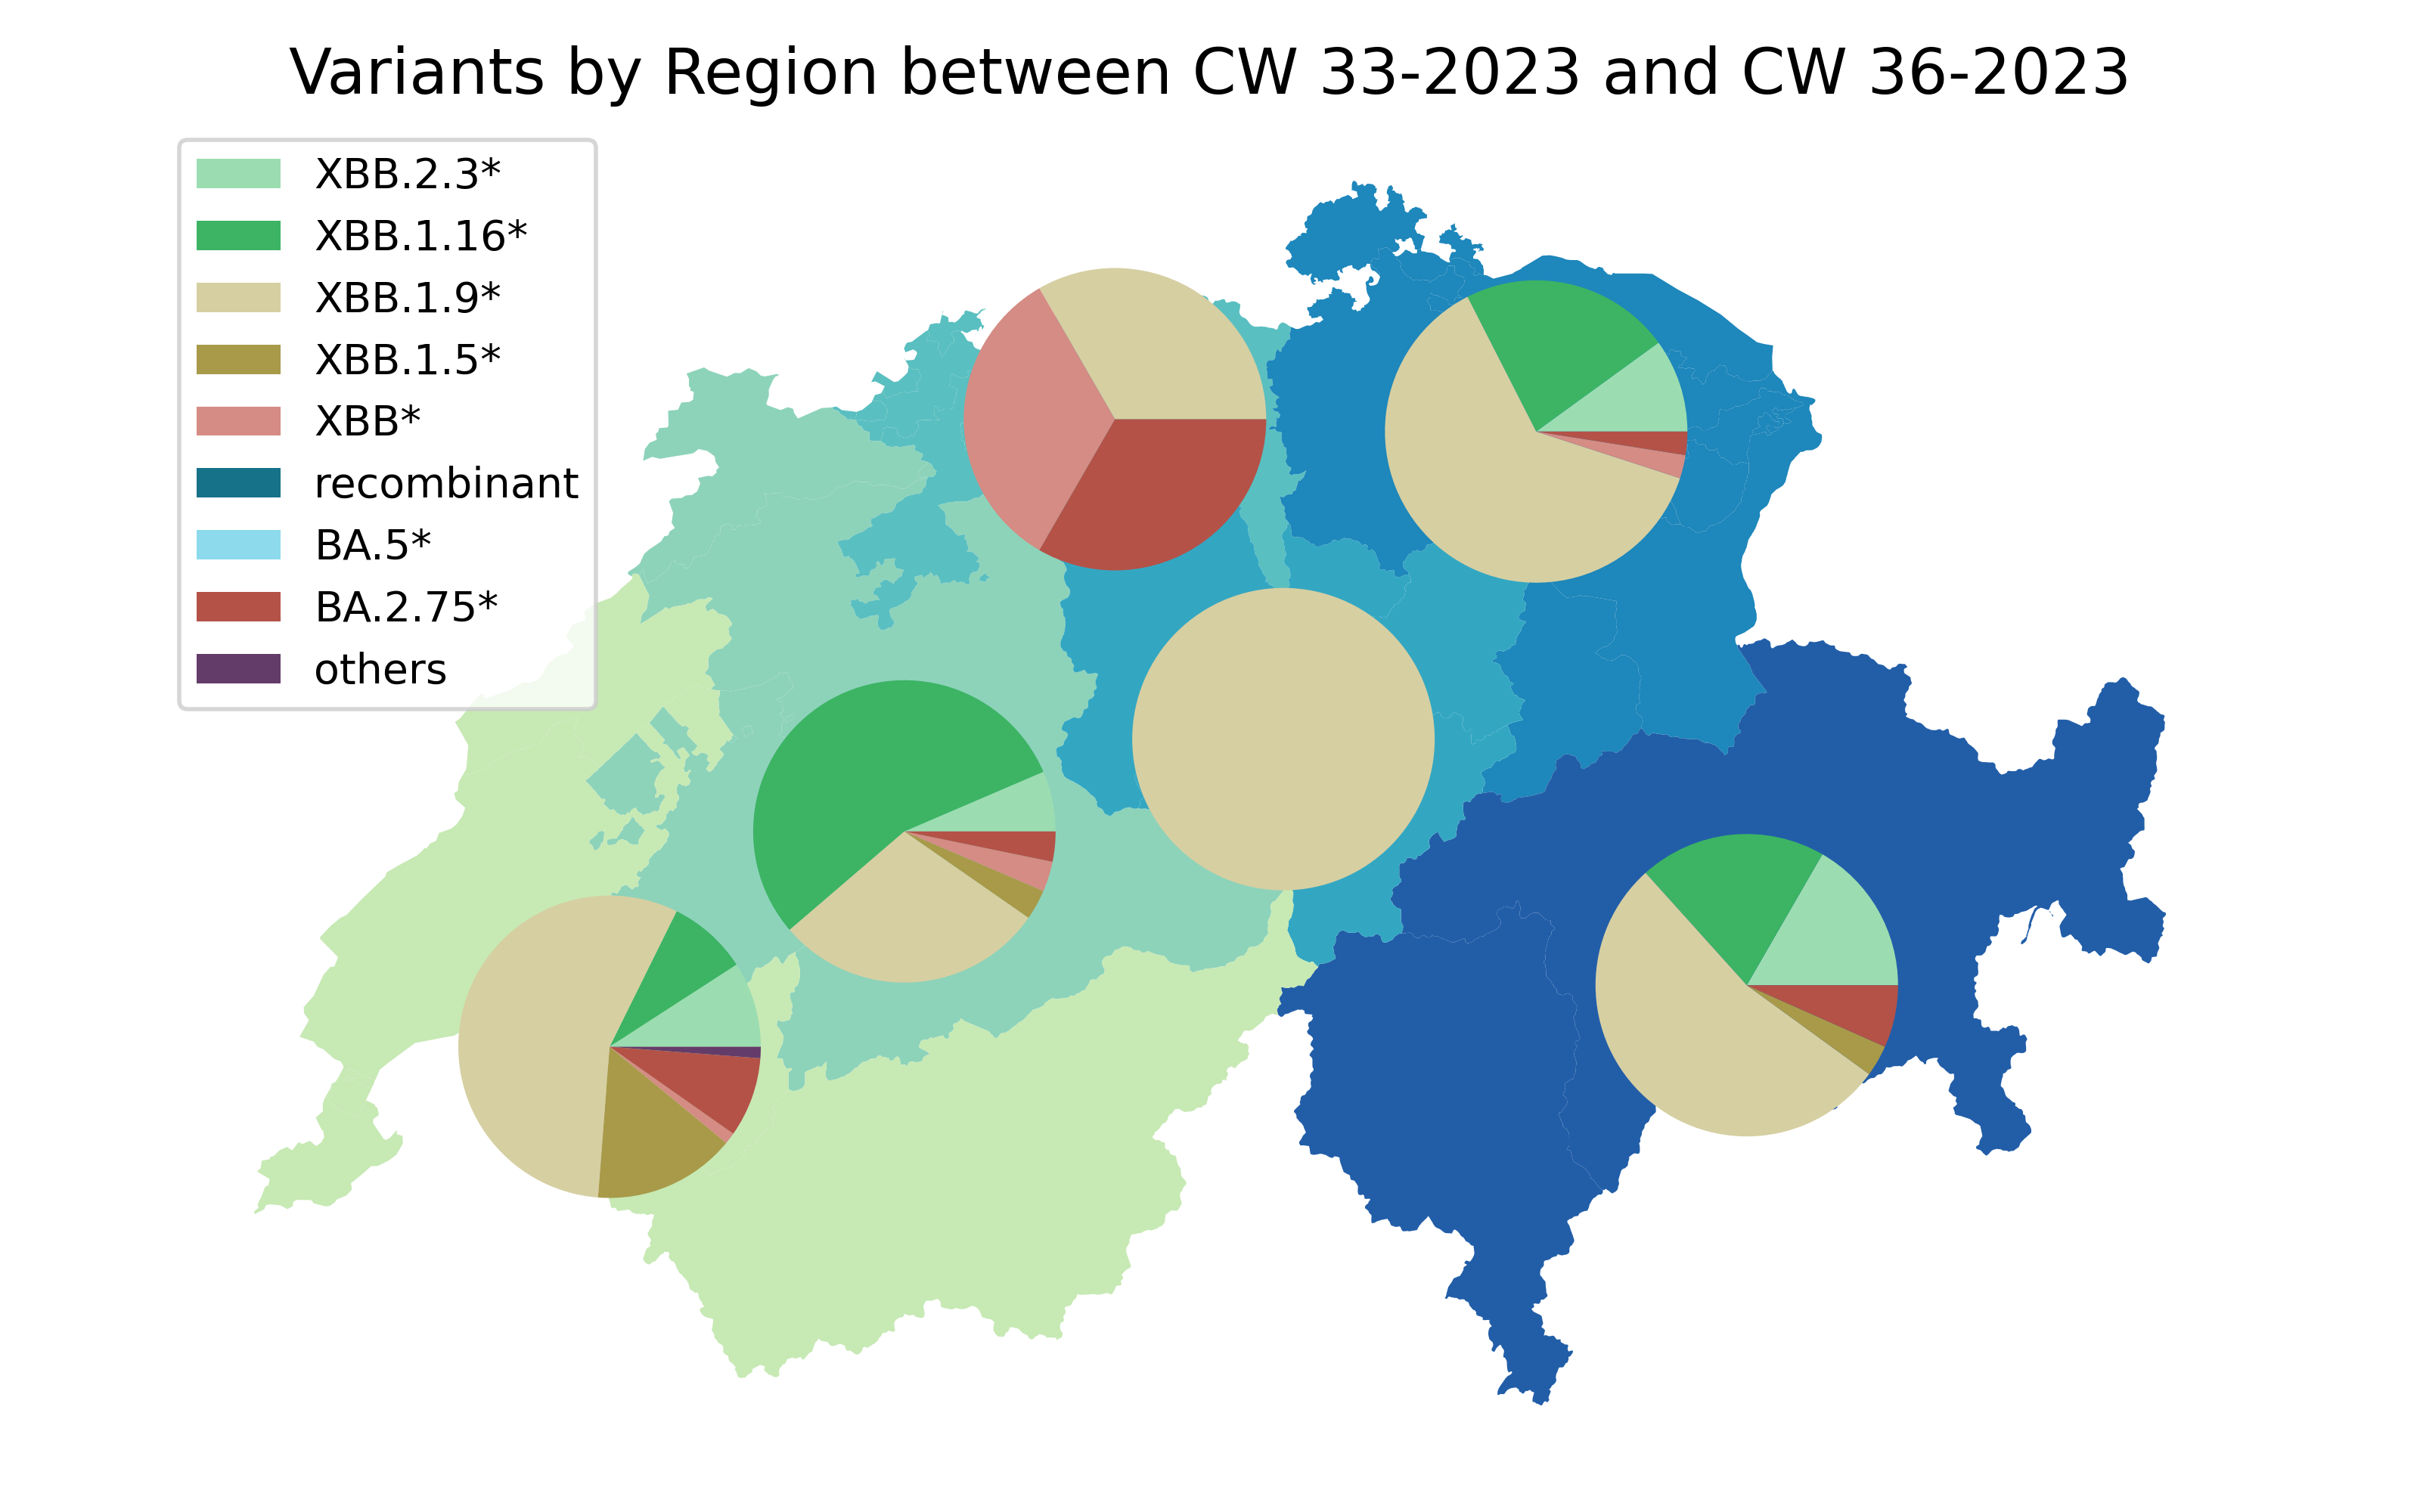 Variants by Region between CW 33-2023 and CW 36-2023
XBB.2.3*
XBB.1.16*
XBB.1.9*
XBB.1.5*
XBB*
recombinant
BA.5*
BA.2.75*
others